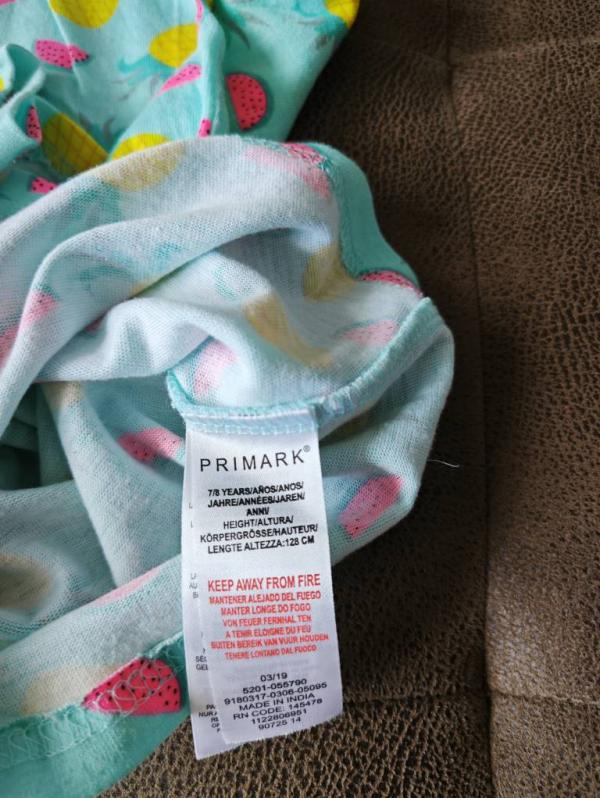 PRIMARK®
7/8 YEARS/AÑOS/ANOS/
JAHRE/ANNÉES/JAREN/
ANNI/
HEIGHT/ALTURA/
KÖRPERGRÖSSE/HAUTEUR/
LENGTE ALTEZZA:128 CM
KEEP AWAY FROM FIRE
MANTENER ALEJADO DEL FUEGO
MANTER LONGE DO FOGO
VON FEUER FERNHAL TEN
A TENIR ELOIGNE DU FEU
BUITEN BEREIK VAN VUUR HOUDEN
TENERE LONTANO DAL FUOCO
03/19
5201-055790
9180317-0306-05095
MADE IN INDIA
RN CODE: 145478
1122806951
90725 14